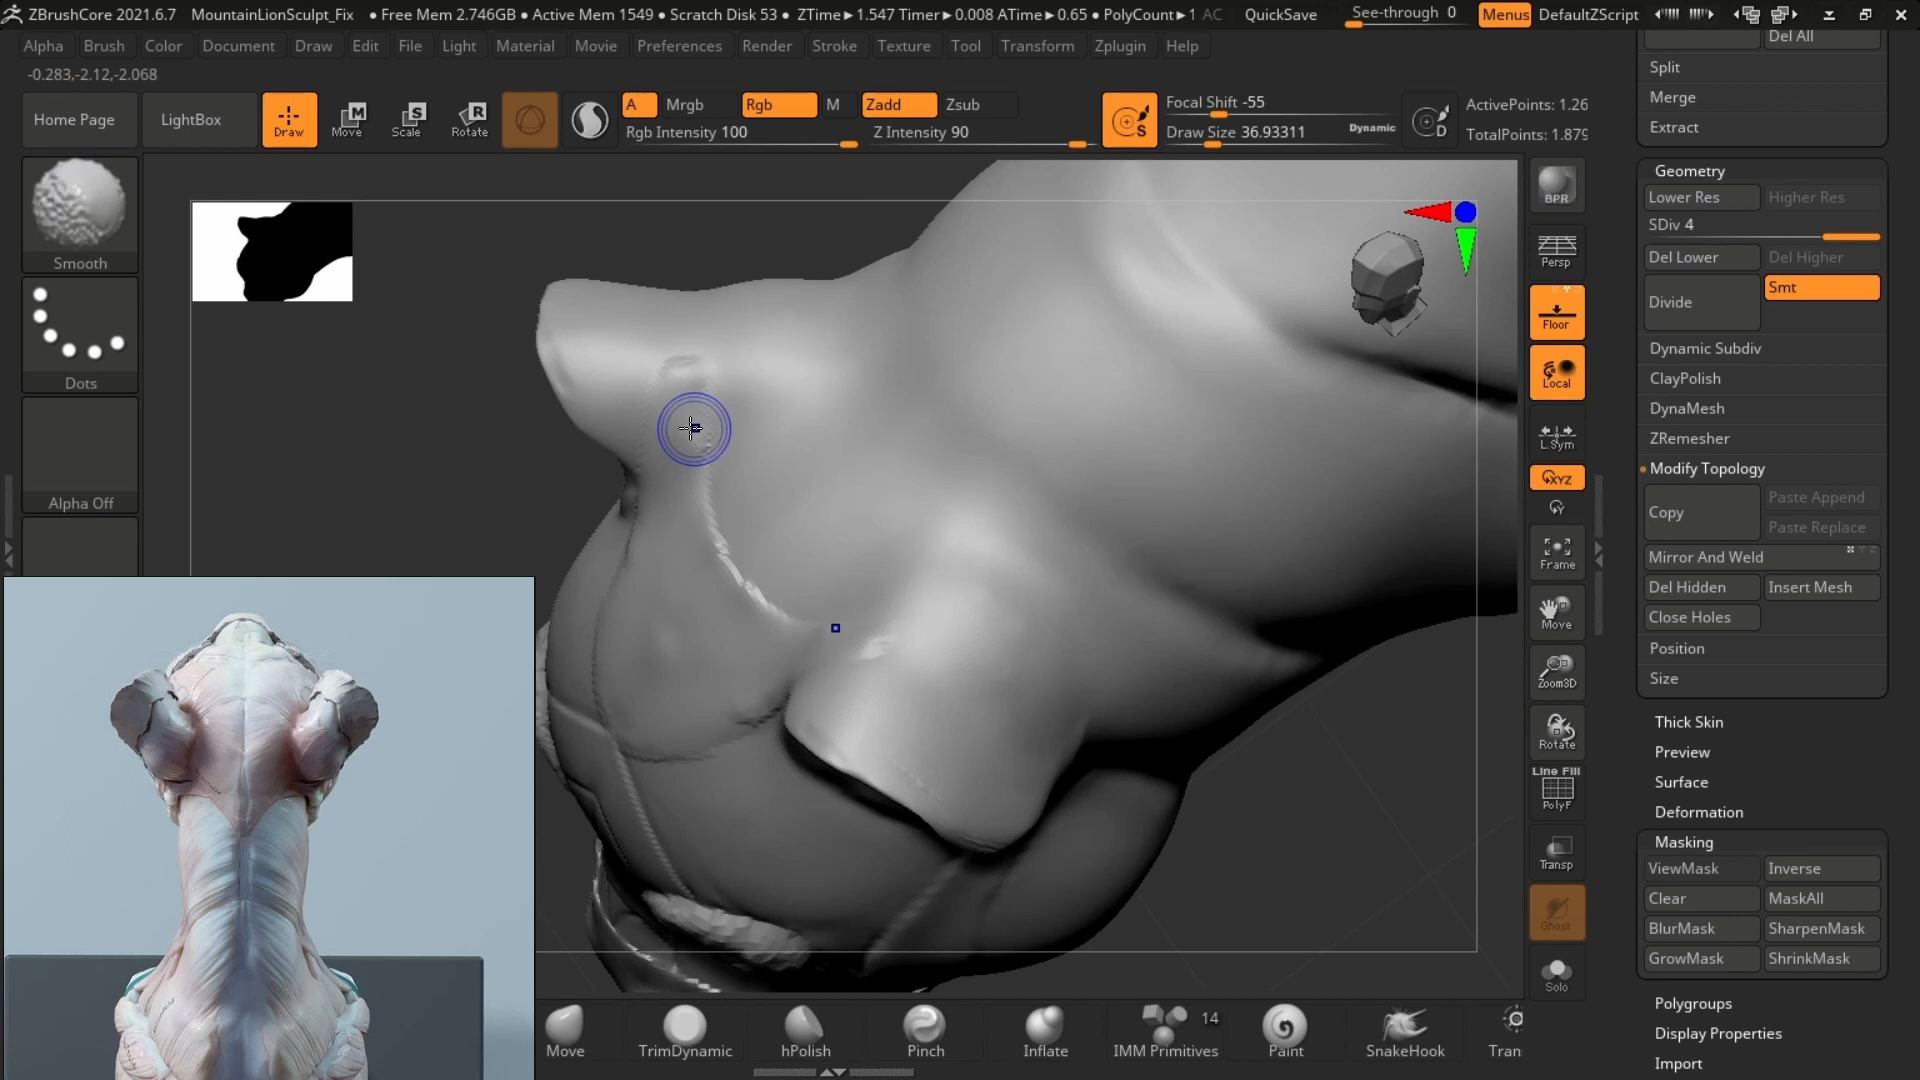 ZBrushCore 2021.6.7 MountainLionSculpt_Fix ● Free Mem 2.746GB ● Active Mem 1549 ● Scratch Disk 53 ● ZTime►1.547 Timer►0.008 ATime►0.65 ● PolyCount►1 AC QuickSave See-through 0 Menus DefaultZScript
Alpha Brush Color Document Draw Edit File Light Material Movie Preferences Render Stroke Texture Tool Transform Zplugin Help
-0.283,-2.12,-2.068
Home Page LightBox Draw Move Scale Rotate
M S R
A Mrgb Rgb M Zadd Zsub
Rgb Intensity 100 Z Intensity 90
S Focal Shift -55
Draw Size 36.93311 Dynamic
D ActivePoints: 1.26
TotalPoints: 1.879
Smooth
Dots
Alpha Off
BPR
Persp
Floor
Local
L.Sym
XYZ
Y
Frame
Move
Zoom3D
Rotate
Line Fill
PolyF
Transp
Ghost
Solo
Del All
Split
Merge
Extract
Geometry
Lower Res Higher Res
SDiv 4
Del Lower Del Higher
Divide Smt
Dynamic Subdiv
ClayPolish
DynaMesh
ZRemesher
Modify Topology
Copy Paste Append
Paste Replace
Mirror And Weld
Del Hidden Insert Mesh
Close Holes
Position
Size
Thick Skin
Preview
Surface
Deformation
Masking
ViewMask Inverse
Clear MaskAll
BlurMask SharpenMask
GrowMask ShrinkMask
Polygroups
Display Properties
Import
14
Move TrimDynamic hPolish Pinch Inflate IMM Primitives Paint SnakeHook Tran